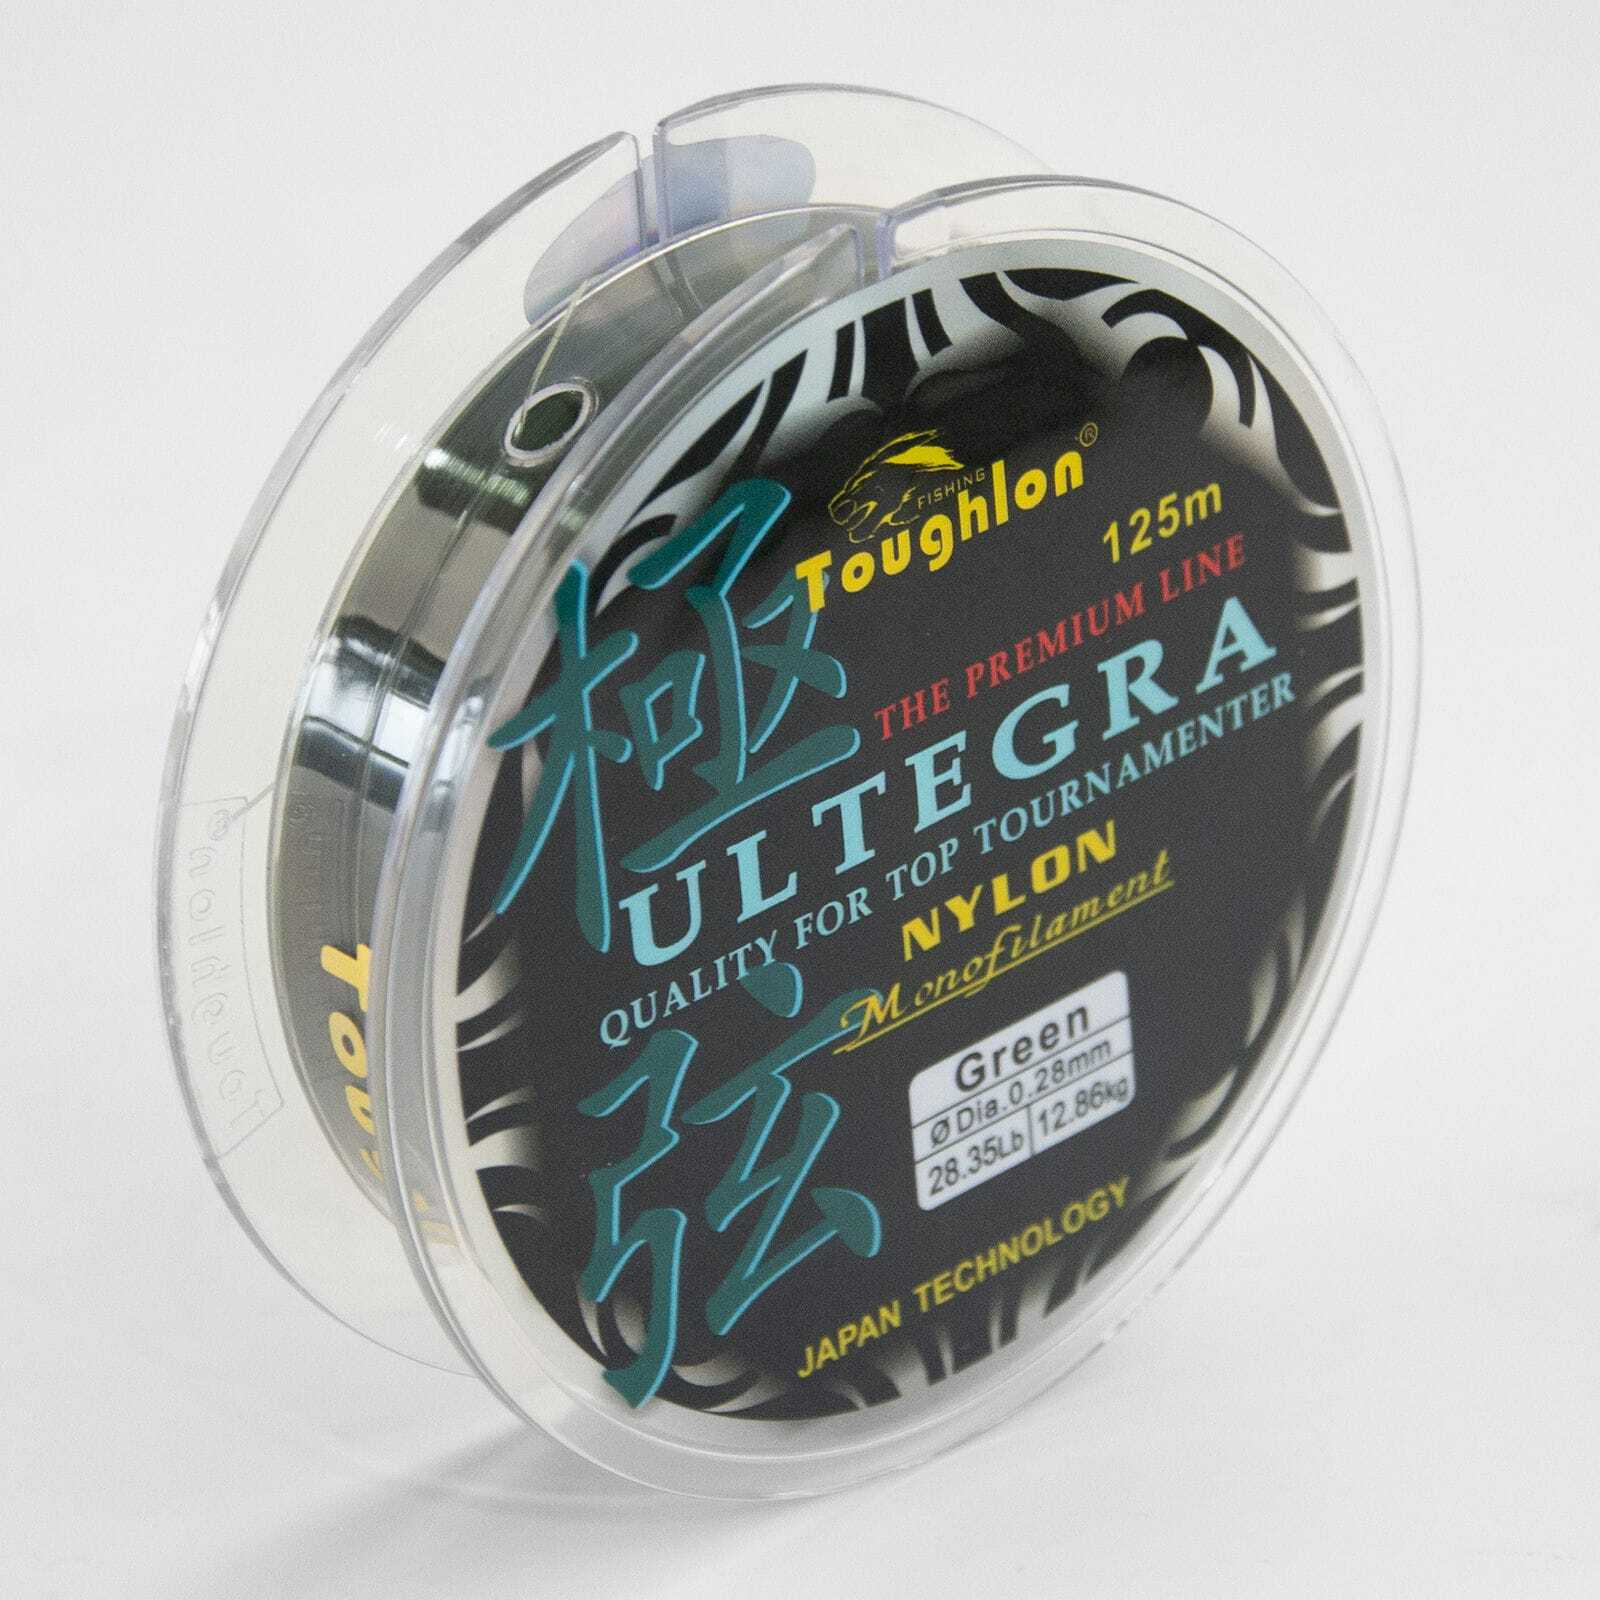 FISHING
Toughlon®
125m
THE PREMIUM LINE
ULTEGRA
QUALITY FOR TOP TOURNAMENTER
NYLON
Monofilament
極弦
Green
Ø Dia.0.28mm
28.35Lb 12.86kg
JAPAN TECHNOLOGY
Toughlon